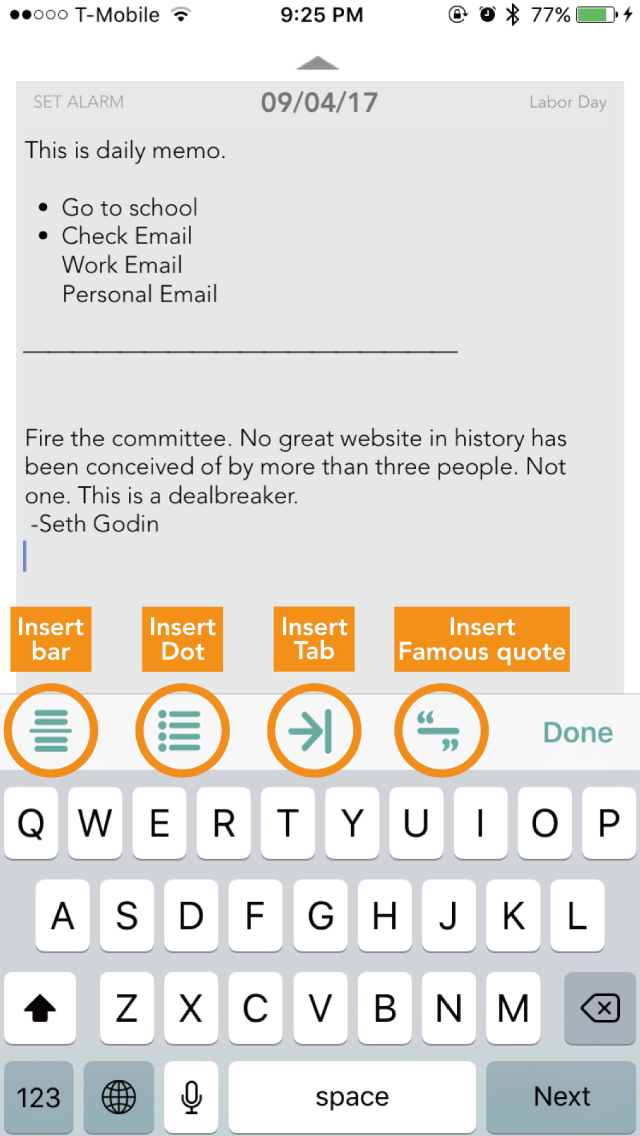 T-Mobile 9:25 PM 77%
SET ALARM 09/04/17 Labor Day
This is daily memo.
• Go to school
• Check Email
Work Email
Personal Email
Fire the committee. No great website in history has
been conceived of by more than three people. Not
one. This is a dealbreaker.
-Seth Godin
Insert bar
Insert Dot
Insert Tab
Insert Famous quote
“ ” Done
Q W E R T Y U I O P
A S D F G H J K L
Z X C V B N M
123 space Next